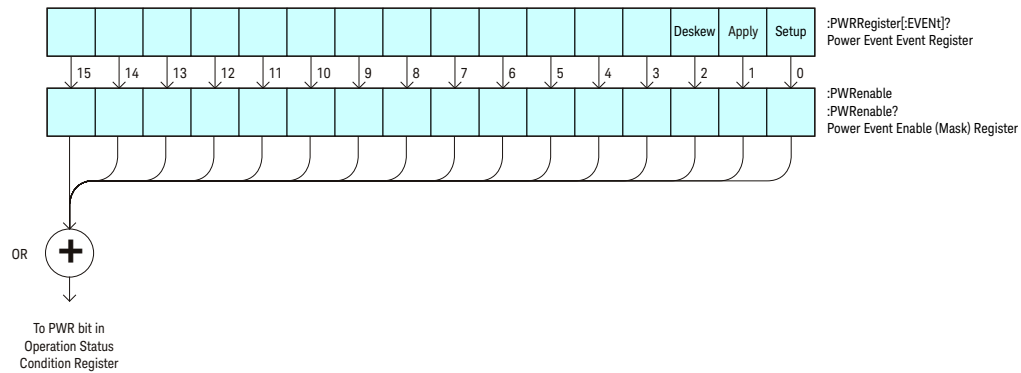 Deskew Apply Setup
:PWRRegister[:EVENt]?
Power Event Event Register
15 14 13 12 11 10 9 8 7 6 5 4 3 2 1 0
:PWRenable
:PWRenable?
Power Event Enable (Mask) Register
OR +
To PWR bit in
Operation Status
Condition Register